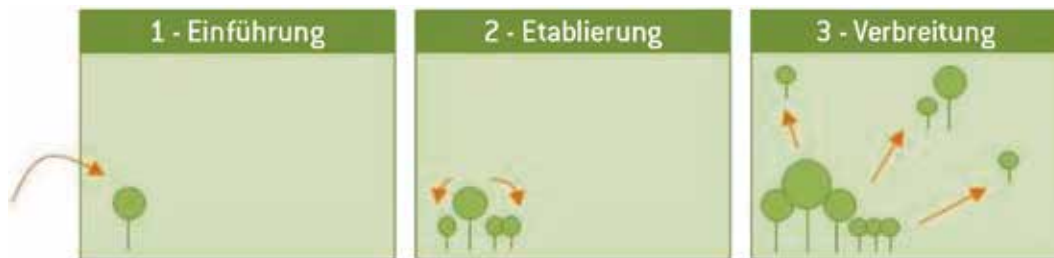 1 - Einführung
2 - Etablierung
3 - Verbreitung